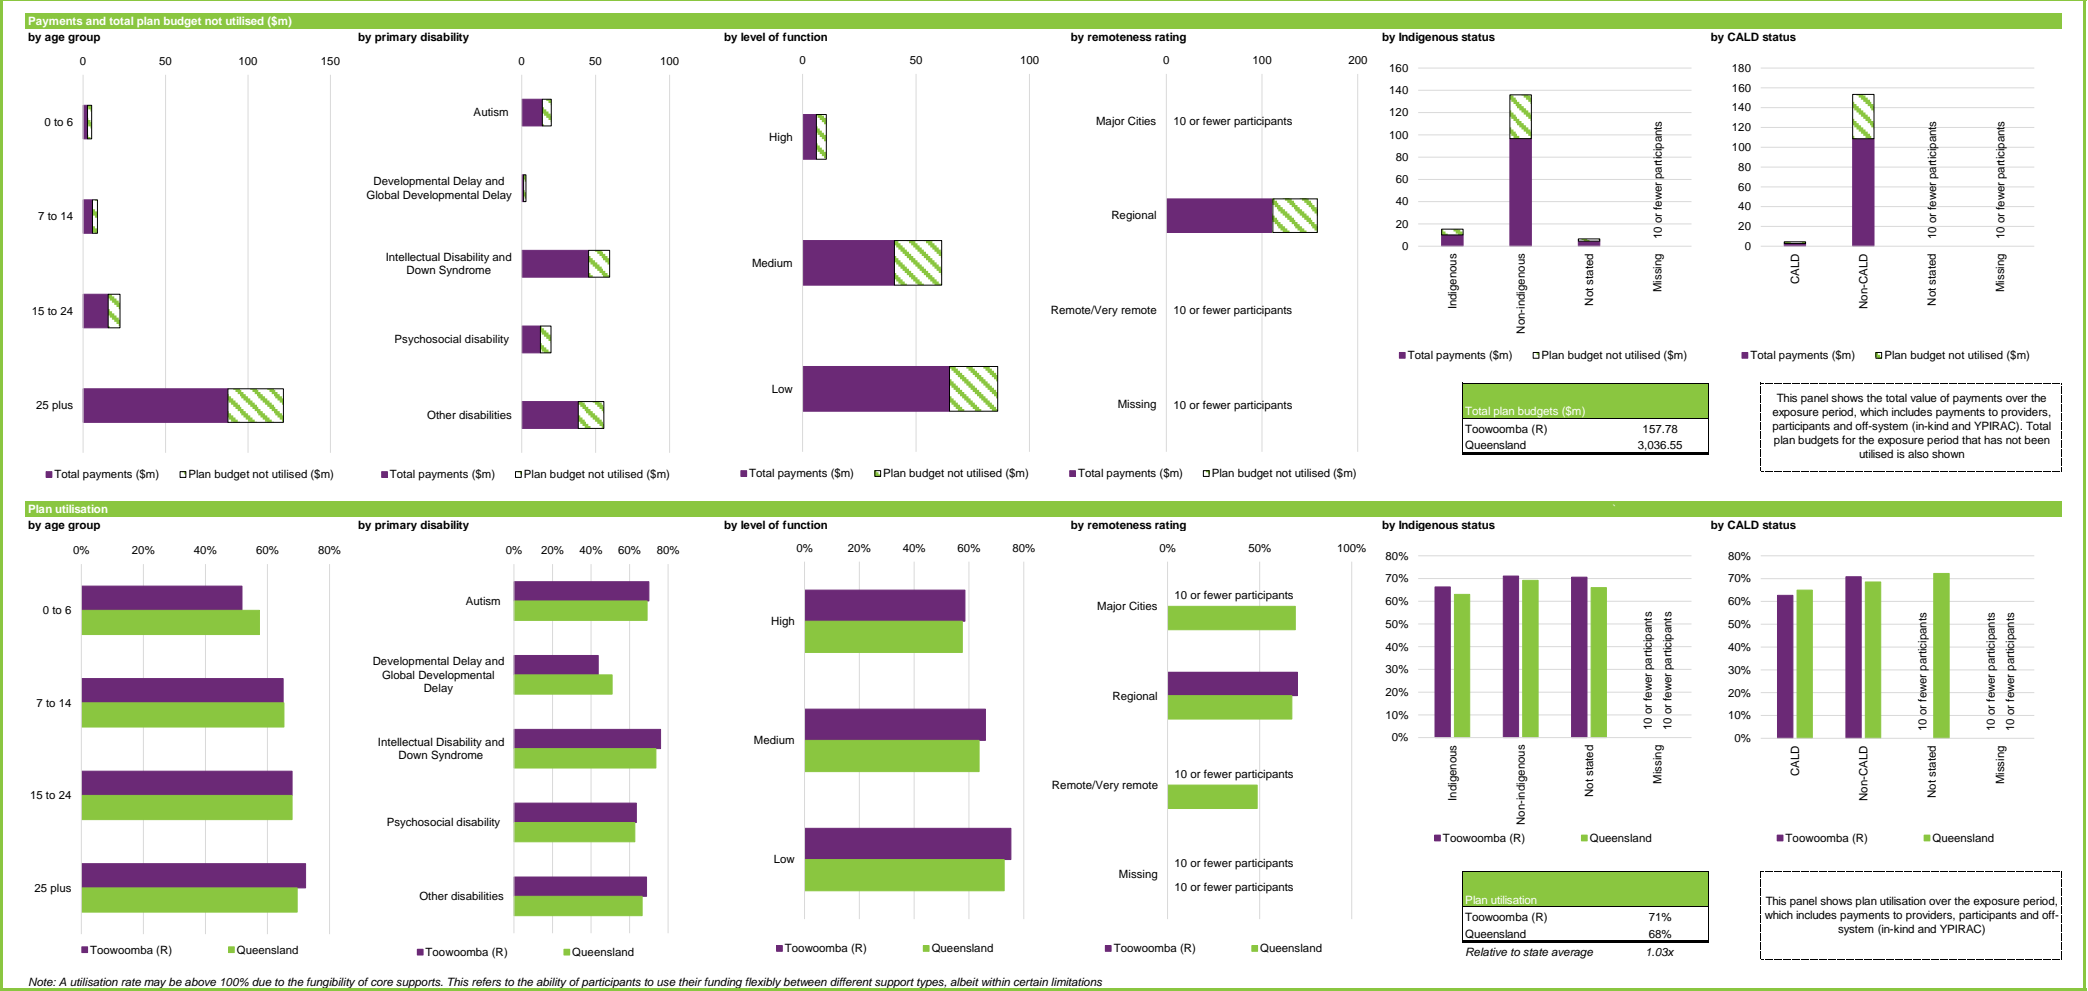 Payments and total plan budget not utilised ($m)
by age group
0 50 100 150
0 to 6
7 to 14
15 to 24
25 plus
Total payments ($m) Plan budget not utilised ($m)
by primary disability
0 50 100
Autism
Developmental Delay and
Global Developmental Delay
Intellectual Disability and
Down Syndrome
Psychosocial disability
Other disabilities
Total payments ($m) Plan budget not utilised ($m)
by level of function
0 50 100
High
Medium
Low
Total payments ($m) Plan budget not utilised ($m)
by remoteness rating
0 100 200
Major Cities 10 or fewer participants
Regional
Remote/Very remote 10 or fewer participants
Missing 10 or fewer participants
Total payments ($m) Plan budget not utilised ($m)
by Indigenous status
160
140
120
100
80
60
40
20
0
Indigenous
Non-indigenous
Not stated
10 or fewer participants
Missing
Total payments ($m) Plan budget not utilised ($m)
by CALD status
180
160
140
120
100
80
60
40
20
0
CALD
Non-CALD
10 or fewer participants
Not stated
10 or fewer participants
Missing
Total payments ($m) Plan budget not utilised ($m)
Total plan budgets ($m)
Toowoomba (R) 157.78
Queensland 3,036.55
This panel shows the total value of payments over the
exposure period, which includes payments to providers,
participants and off-system (in-kind and YPIRAC). Total
plan budgets for the exposure period that has not been
utilised is also shown
Plan utilisation
by age group
0% 20% 40% 60% 80%
0 to 6
7 to 14
15 to 24
25 plus
Toowoomba (R) Queensland
by primary disability
0% 20% 40% 60% 80%
Autism
Developmental Delay and
Global Developmental
Delay
Intellectual Disability and
Down Syndrome
Psychosocial disability
Other disabilities
Toowoomba (R) Queensland
by level of function
0% 20% 40% 60% 80%
High
Medium
Low
Toowoomba (R) Queensland
by remoteness rating
0% 50% 100%
10 or fewer participants
Major Cities
Regional
10 or fewer participants
Remote/Very remote
10 or fewer participants
Missing
10 or fewer participants
Toowoomba (R) Queensland
by Indigenous status
80%
70%
60%
50%
40%
30%
20%
10%
0%
Indigenous
Non-indigenous
Not stated
10 or fewer participants
10 or fewer participants
Missing
Toowoomba (R) Queensland
by CALD status
80%
70%
60%
50%
40%
30%
20%
10%
0%
CALD
Non-CALD
10 or fewer participants
Not stated
10 or fewer participants
10 or fewer participants
Missing
Toowoomba (R) Queensland
Plan utilisation
Toowoomba (R) 71%
Queensland 68%
Relative to state average 1.03x
This panel shows plan utilisation over the exposure period,
which includes payments to providers, participants and off-
system (in-kind and YPIRAC)
Note: A utilisation rate may be above 100% due to the fungibility of core supports. This refers to the ability of participants to use their funding flexibly between different support types, albeit within certain limitations